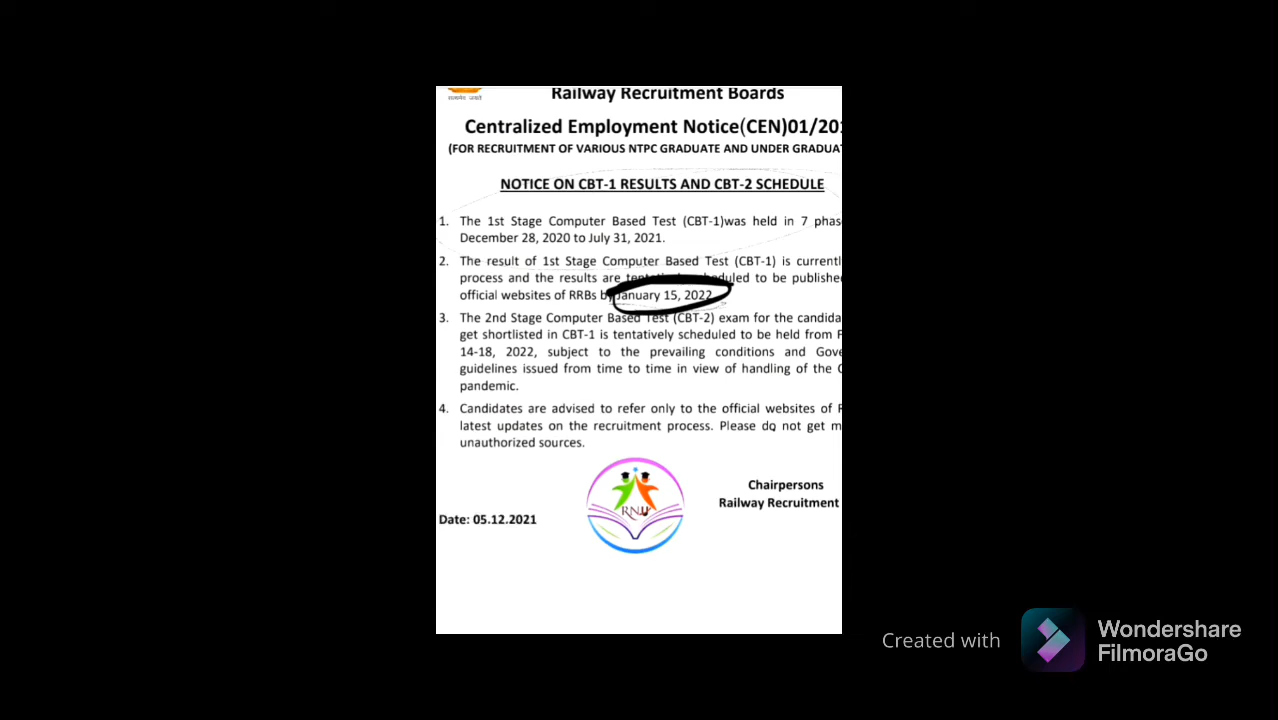 सत्यमेव जयते
Railway Recruitment Boards
Centralized Employment Notice(CEN)01/201
(FOR RECRUITMENT OF VARIOUS NTPC GRADUATE AND UNDER GRADUAT
NOTICE ON CBT-1 RESULTS AND CBT-2 SCHEDULE
1. The 1st Stage Computer Based Test (CBT-1)was held in 7 phase
December 28, 2020 to July 31, 2021.
2. The result of 1st Stage Computer Based Test (CBT-1) is currentl
process and the results are tentatively scheduled to be publishe
official websites of RRBs by January 15, 2022
3. The 2nd Stage Computer Based Test (CBT-2) exam for the candida
get shortlisted in CBT-1 is tentatively scheduled to be held from F
14-18, 2022, subject to the prevailing conditions and Gove
guidelines issued from time to time in view of handling of the C
pandemic.
4. Candidates are advised to refer only to the official websites of R
latest updates on the recruitment process. Please do not get m
unauthorized sources.
Chairpersons
Railway Recruitment
RNU
Date: 05.12.2021
Created with
Wondershare
FilmoraGo